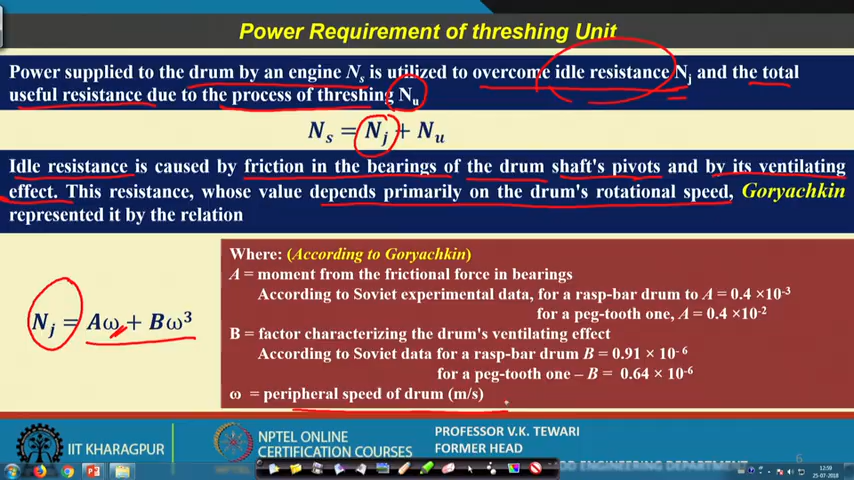 Power Requirement of threshing Unit
Power supplied to the drum by an engine Ns is utilized to overcome idle resistance Nj and the total
useful resistance due to the process of threshing Nu
Ns = Nj + Nu
Idle resistance is caused by friction in the bearings of the drum shaft's pivots and by its ventilating
effect. This resistance, whose value depends primarily on the drum's rotational speed, Goryachkin
represented it by the relation
Nj = Aω + Bω³
Where: (According to Goryachkin)
A = moment from the frictional force in bearings
According to Soviet experimental data, for a rasp-bar drum to A = 0.4 ×10⁻³
for a peg-tooth one, A = 0.4 ×10⁻²
B = factor characterizing the drum's ventilating effect
According to Soviet data for a rasp-bar drum B = 0.91 × 10⁻⁶
for a peg-tooth one – B = 0.64 × 10⁻⁶
ω = peripheral speed of drum (m/s)
IIT KHARAGPUR
NPTEL ONLINE
CERTIFICATION COURSES
PROFESSOR V.K. TEWARI
FORMER HEAD
OOD ENGINEERING DEPARTMENT
6
12:59
25-07-2018